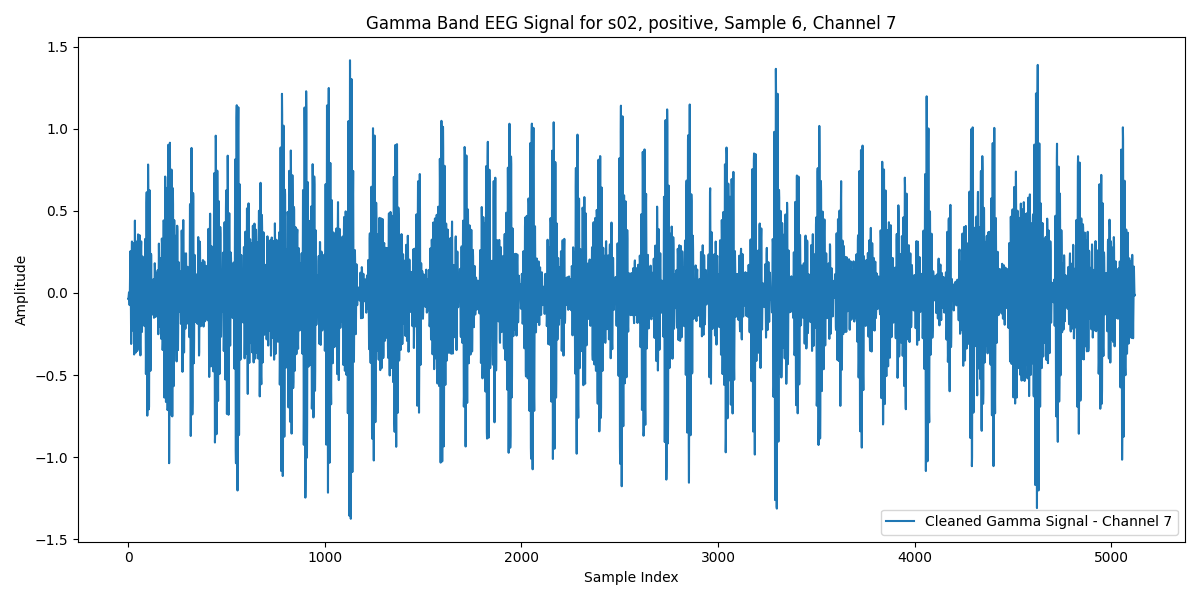 Gamma Band EEG Signal for s02, positive, Sample 6, Channel 7
Amplitude
1.5
1.0
0.5
0.0
−0.5
−1.0
−1.5
Cleaned Gamma Signal - Channel 7
0 1000 2000 3000 4000 5000
Sample Index